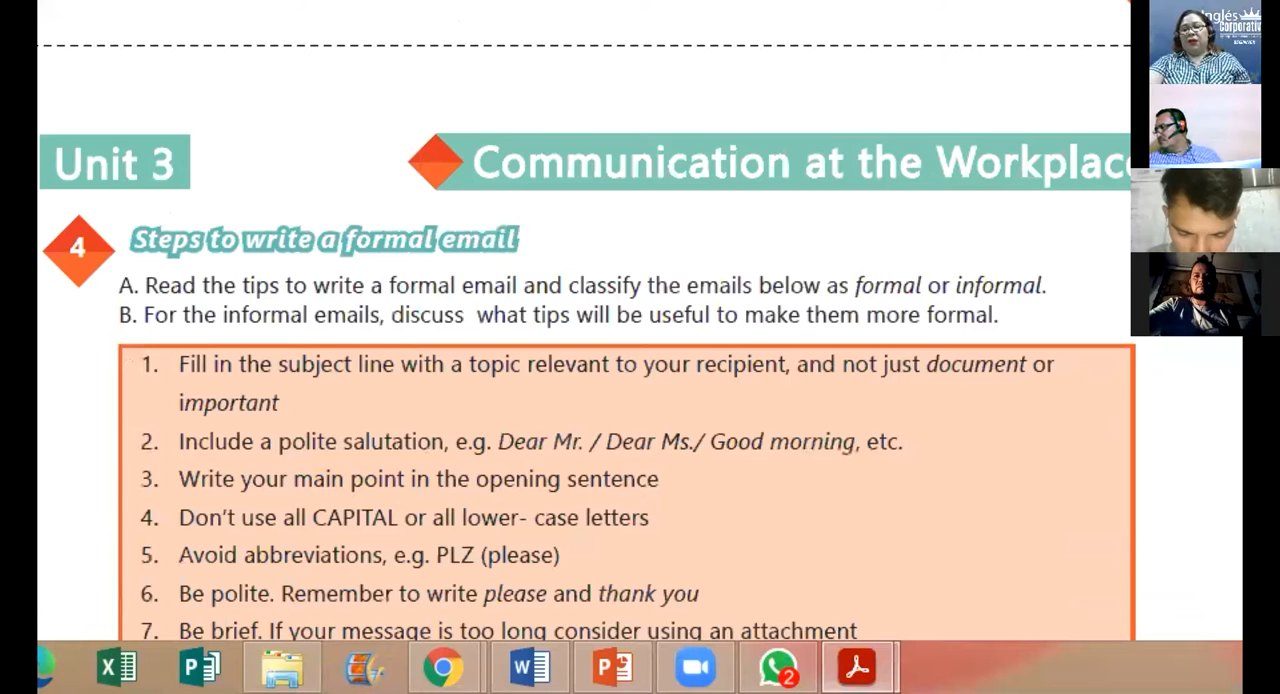 Inglés
Corporativo
Unit 3
Communication at the Workplace
4
Steps to write a formal email
A. Read the tips to write a formal email and classify the emails below as formal or informal.
B. For the informal emails, discuss what tips will be useful to make them more formal.
1. Fill in the subject line with a topic relevant to your recipient, and not just document or
important
2. Include a polite salutation, e.g. Dear Mr. / Dear Ms./ Good morning, etc.
3. Write your main point in the opening sentence
4. Don't use all CAPITAL or all lower- case letters
5. Avoid abbreviations, e.g. PLZ (please)
6. Be polite. Remember to write please and thank you
7. Be brief. If your message is too long consider using an attachment
2